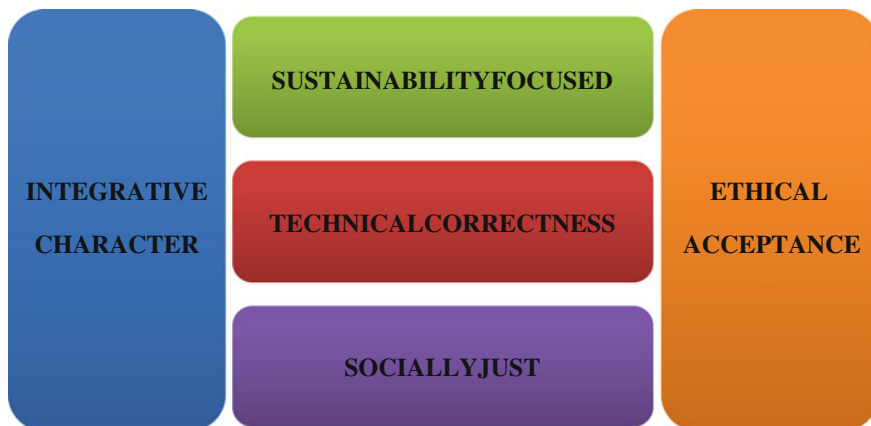 INTEGRATIVE
CHARACTER
SUSTAINABILITYFOCUSED
TECHNICALCORRECTNESS
SOCIALLYJUST
ETHICAL
ACCEPTANCE